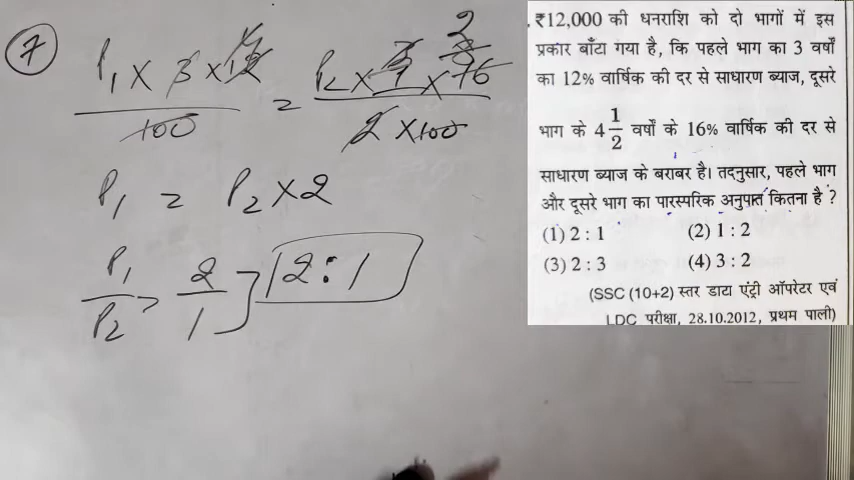 7
P₁ × 3 × 12 / 100 = P₂ × 9 × 16 / 2 × 100
2
P₁ = P₂ × 2
P₁ / P₂ > 2 / 1 } 2 : 1
₹12,000 की धनराशि को दो भागों में इस
प्रकार बाँटा गया है, कि पहले भाग का 3 वर्षों
का 12% वार्षिक की दर से साधारण ब्याज, दूसरे
भाग के 4 1/2 वर्षों के 16% वार्षिक की दर से
साधारण ब्याज के बराबर है। तदनुसार, पहले भाग
और दूसरे भाग का पारस्परिक अनुपात कितना है ?
(1) 2 : 1 (2) 1 : 2
(3) 2 : 3 (4) 3 : 2
(SSC (10+2) स्तर डाटा एंट्री ऑपरेटर एवं
LDC परीक्षा, 28.10.2012, प्रथम पाली)